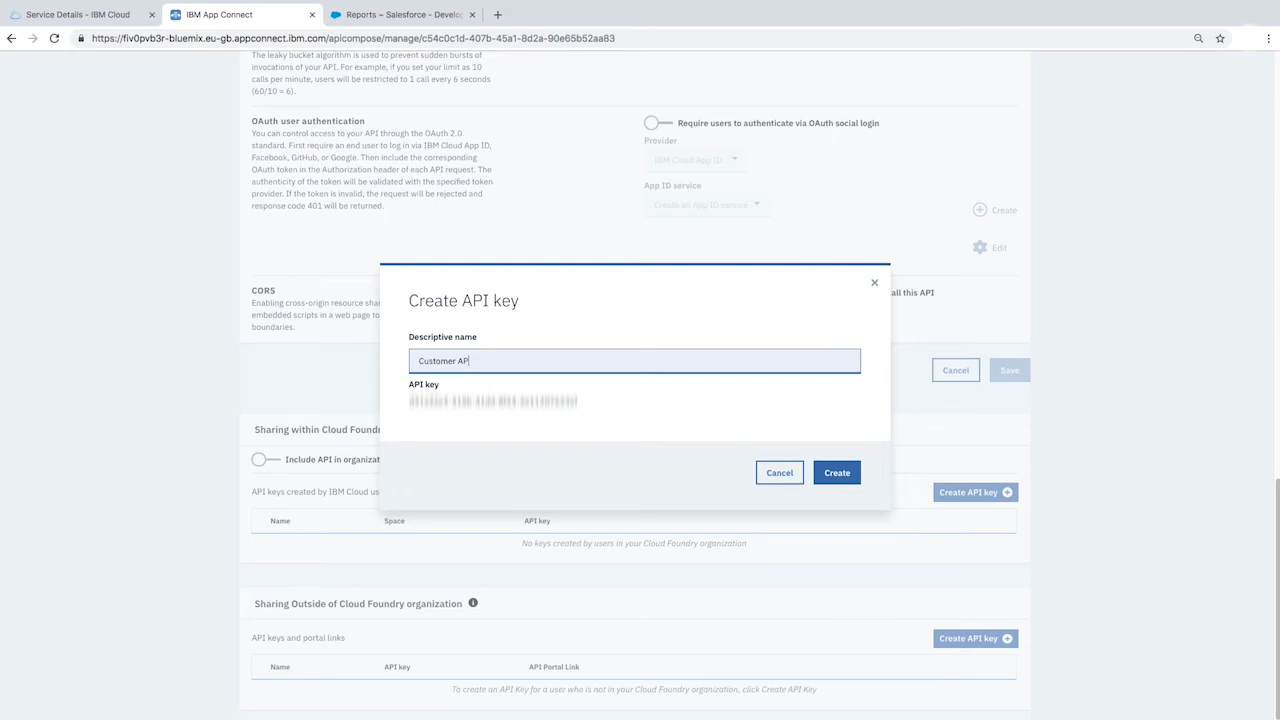 Service Details - IBM Cloud
IBM App Connect
Reports ~ Salesforce - Develop
https://fiv0pvb3r-bluemix.eu-gb.appconnect.ibm.com/apicompose/manage/c54c0c1d-407b-45a1-8d2a-90e65b52aa83
The leaky bucket algorithm is used to prevent sudden bursts of
invocations of your API. For example, if you set your limit as 10
calls per minute, users will be restricted to 1 call every 6 seconds
(60/10 = 6).
OAuth user authentication
You can control access to your API through the OAuth 2.0
standard. First require an end user to log in via IBM Cloud App ID,
Facebook, GitHub, or Google. Then include the corresponding
OAuth token in the Authorization header of each API request. The
authenticity of the token will be validated with the specified token
provider. If the token is invalid, the request will be rejected and
response code 401 will be returned.
Require users to authenticate via OAuth social login
Provider
IBM Cloud App ID
App ID service
Create an App ID service
Create
Edit
CORS
Enabling cross-origin resource shar
embedded scripts in a web page to
boundaries.
all this API
Create API key
Descriptive name
Customer AP
API key
Cancel
Create
Cancel
Save
Sharing within Cloud Foundr
Include API in organizat
API keys created by IBM Cloud us
Create API key
Name
Space
API key
No keys created by users in your Cloud Foundry organization
Sharing Outside of Cloud Foundry organization
API keys and portal links
Create API key
Name
API key
API Portal Link
To create an API Key for a user who is not in your Cloud Foundry organization, click Create API Key